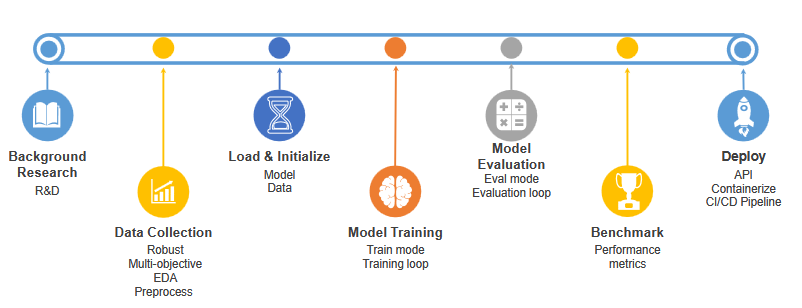 Background
Research
R&D
Data Collection
Robust
Multi-objective
EDA
Preprocess
Load & Initialize
Model
Data
Model Training
Train mode
Training loop
Model
Evaluation
Eval mode
Evaluation loop
Benchmark
Performance
metrics
Deploy
API
Containerize
CI/CD Pipeline